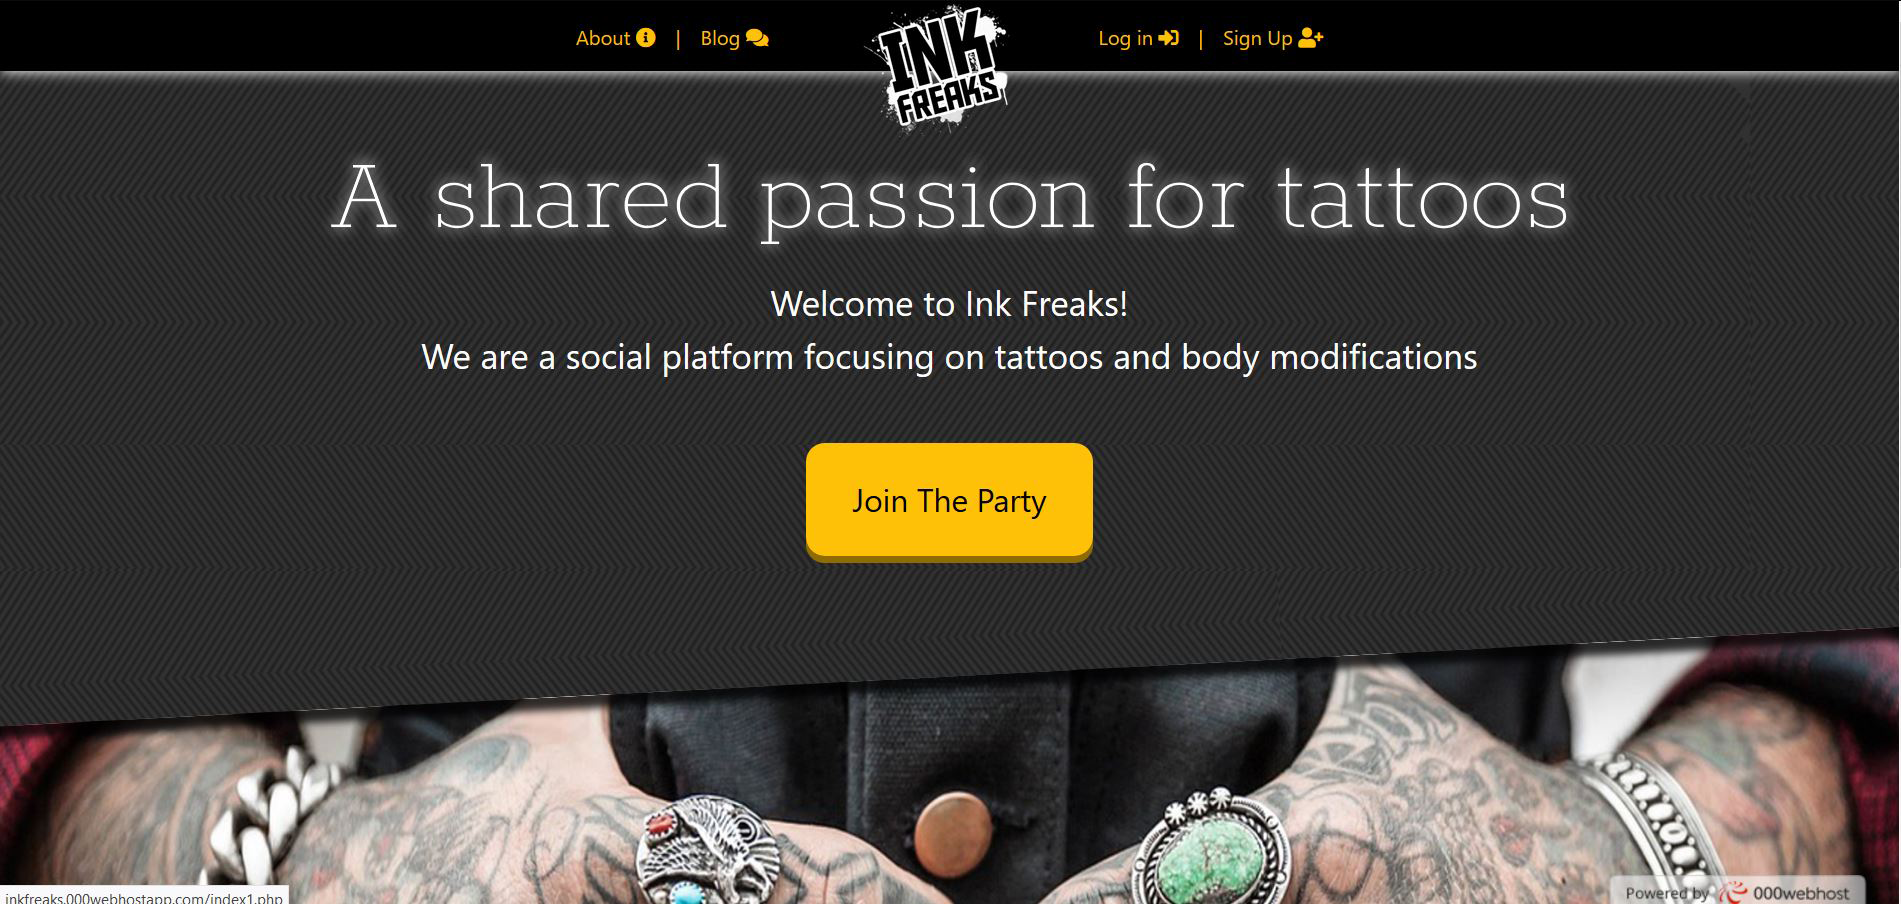 About | Blog
INK
FREAKS
Log in | Sign Up
A shared passion for tattoos
Welcome to Ink Freaks!
We are a social platform focusing on tattoos and body modifications
Join The Party
inkfreaks.000webhostapp.com/index1.php
Powered by 000webhost